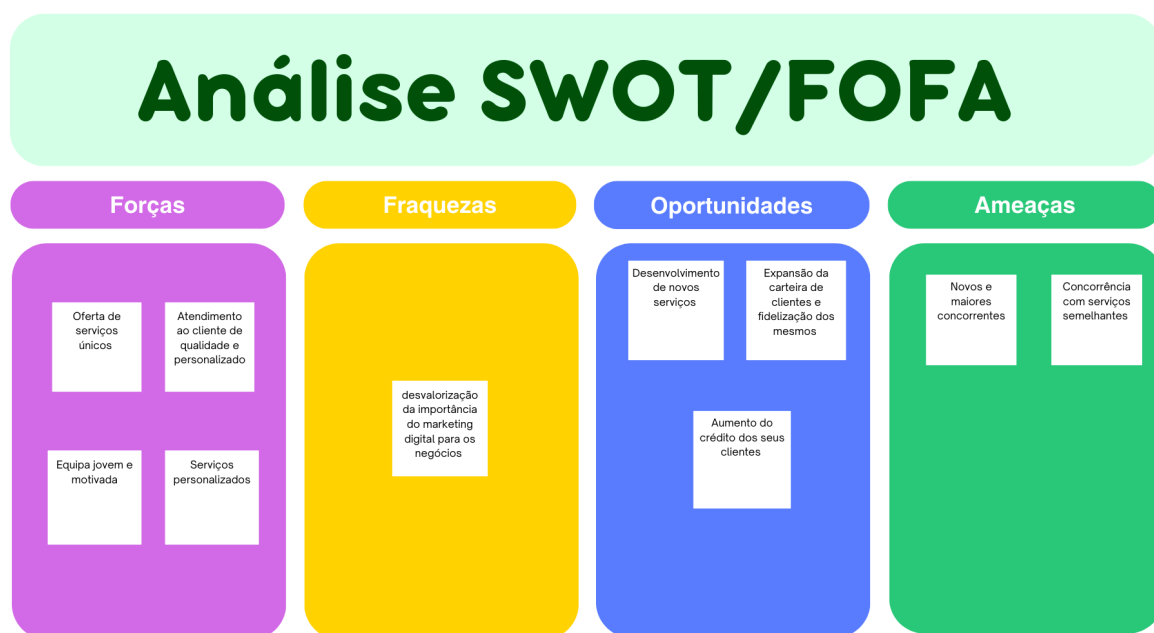 Análise SWOT/FOFA
Forças
Fraquezas
Oportunidades
Ameaças
Oferta de
serviços
únicos
Atendimento
ao cliente de
qualidade e
personalizado
Equipa jovem e
motivada
Serviços
personalizados
desvalorização
da importância
do marketing
digital para os
negócios
Desenvolvimento
de novos
serviços
Expansão da
carteira de
clientes e
fidelização dos
mesmos
Aumento do
crédito dos seus
clientes
Novos e
maiores
concorrentes
Concorrência
com serviços
semelhantes